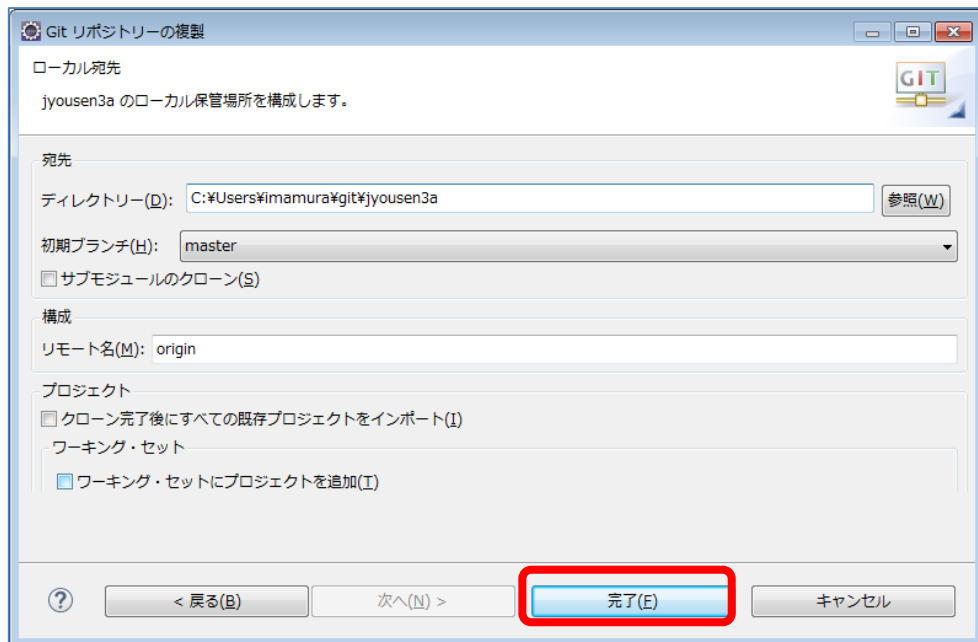 Git リポジトリーの複製
ローカル宛先
GIT
jyousen3a のローカル保管場所を構成します。
宛先
ディレクトリー(D): C:¥Users¥imamura¥git¥jyousen3a 参照(W)
初期ブランチ(H): master
サブモジュールのクローン(S)
構成
リモート名(M): origin
プロジェクト
クローン完了後にすべての既存プロジェクトをインポート(I)
ワーキング・セット
ワーキング・セットにプロジェクトを追加(T)
? < 戻る(B) 次へ(N) > 完了(F) キャンセル